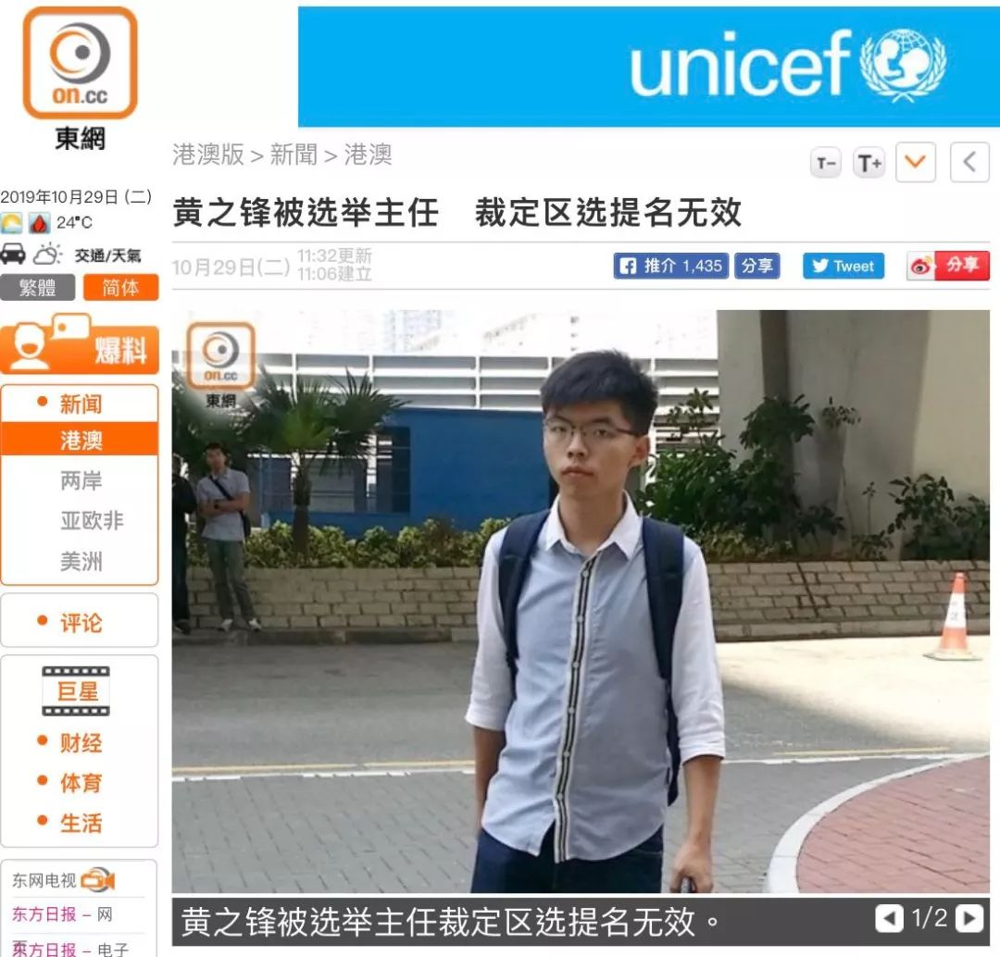 on.cc
東網
unicef
港澳版 > 新聞 > 港澳
T-
T+
2019年10月29日 (二)
24°C
交通/天氣
繁體
简体
爆料
黄之锋被选举主任　裁定区选提名无效
10月29日(二)
11:32更新
11:06建立
推介 1,435
分享
Tweet
分享
on.cc
東網
新闻
港澳
两岸
亚欧非
美洲
评论
巨星
财经
体育
生活
东网电视
东方日报 – 网
页
东方日报 – 电子
黄之锋被选举主任裁定区选提名无效。
1/2